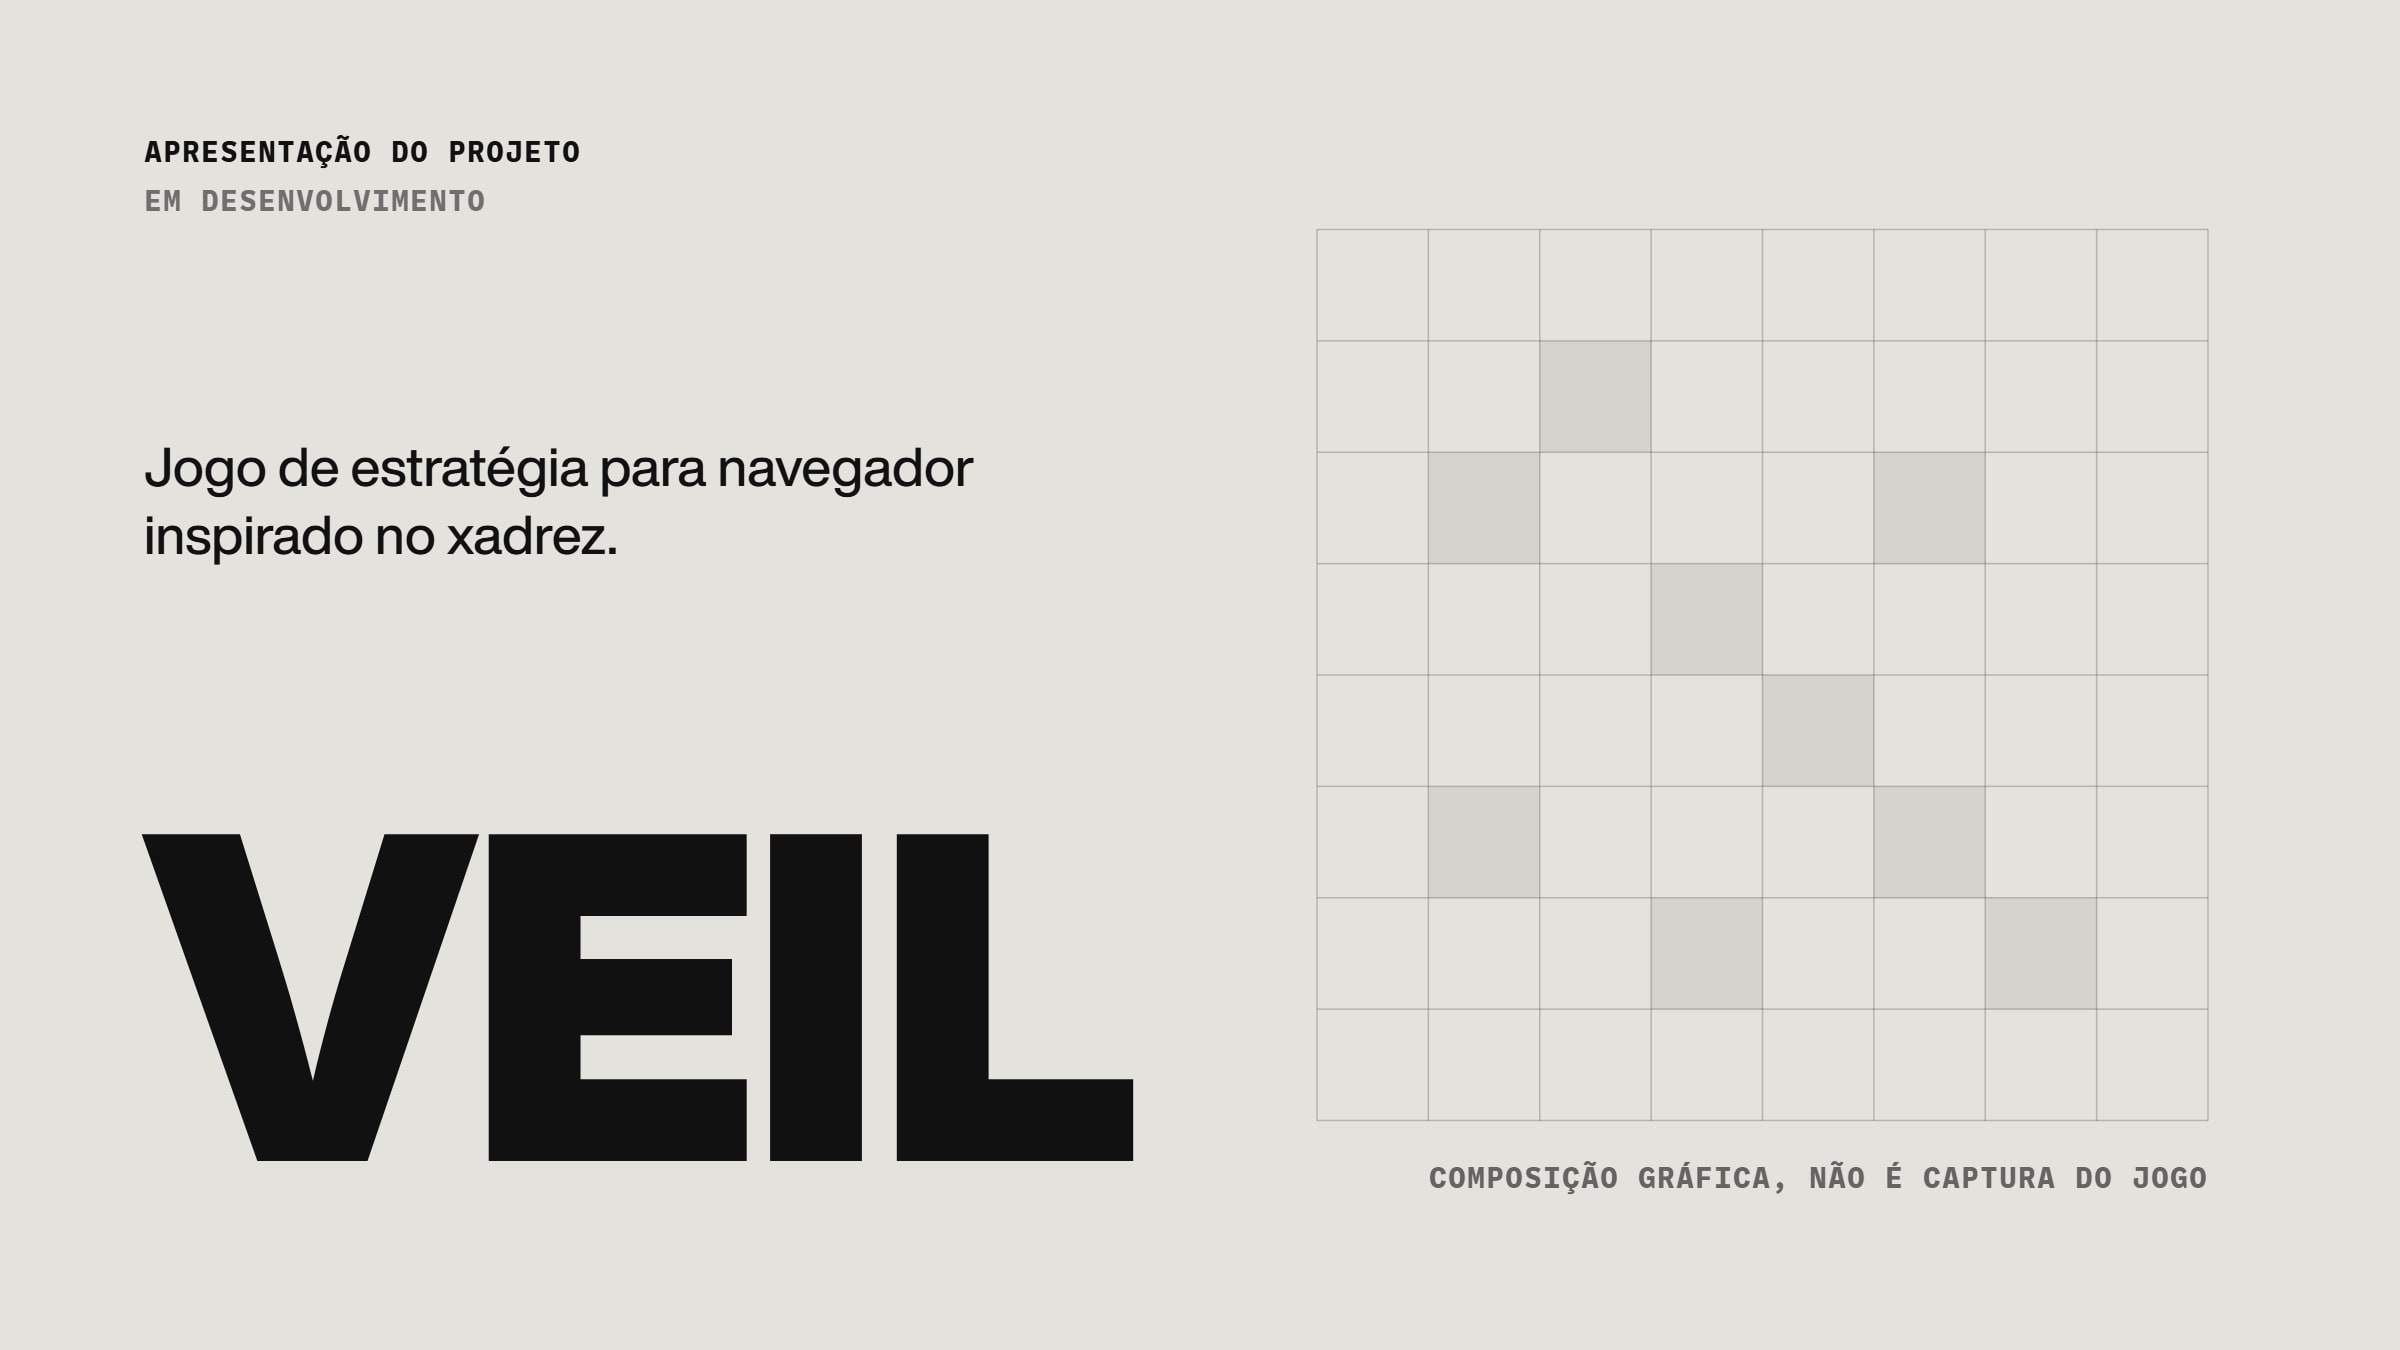 APRESENTAÇÃO DO PROJETO
EM DESENVOLVIMENTO
Jogo de estratégia para navegador
inspirado no xadrez.
VEIL
COMPOSIÇÃO GRÁFICA, NÃO É CAPTURA DO JOGO